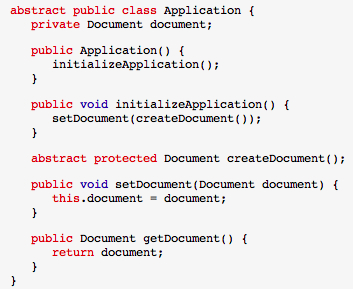 abstract public class Application {
private Document document;
public Application() {
initializeApplication();
}
public void initializeApplication() {
setDocument(createDocument());
}
abstract protected Document createDocument();
public void setDocument(Document document) {
this.document = document;
}
public Document getDocument() {
return document;
}
}